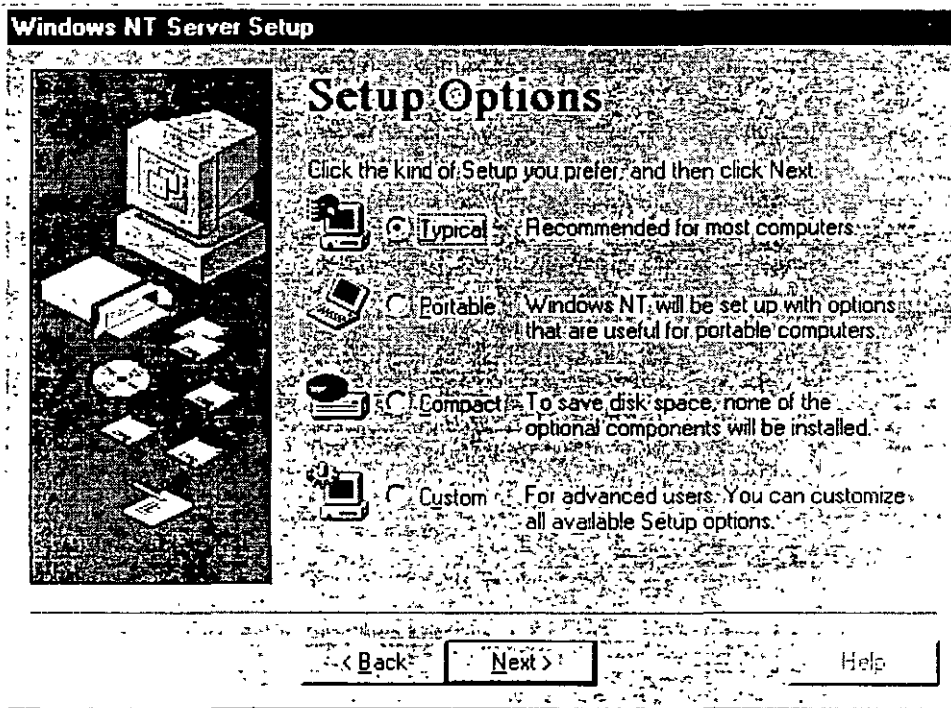 Windows NT Server Setup
Setup Options
Click the kind of Setup you prefer, and then click Next.
Typical Recommended for most computers.
Portable Windows NT will be set up with options
that are useful for portable computers.
Compact To save disk space, none of the
optional components will be installed.
Custom For advanced users. You can customize
all available Setup options.
< Back Next > Help